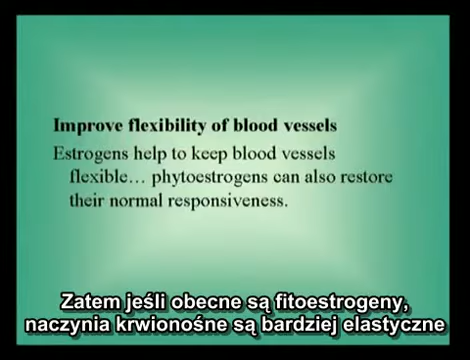 Improve flexibility of blood vessels
Estrogens help to keep blood vessels
flexible... phytoestrogens can also restore
their normal responsiveness.
Zatem jeśli obecne są fitoestrogeny,
naczynia krwionośne są bardziej elastyczne